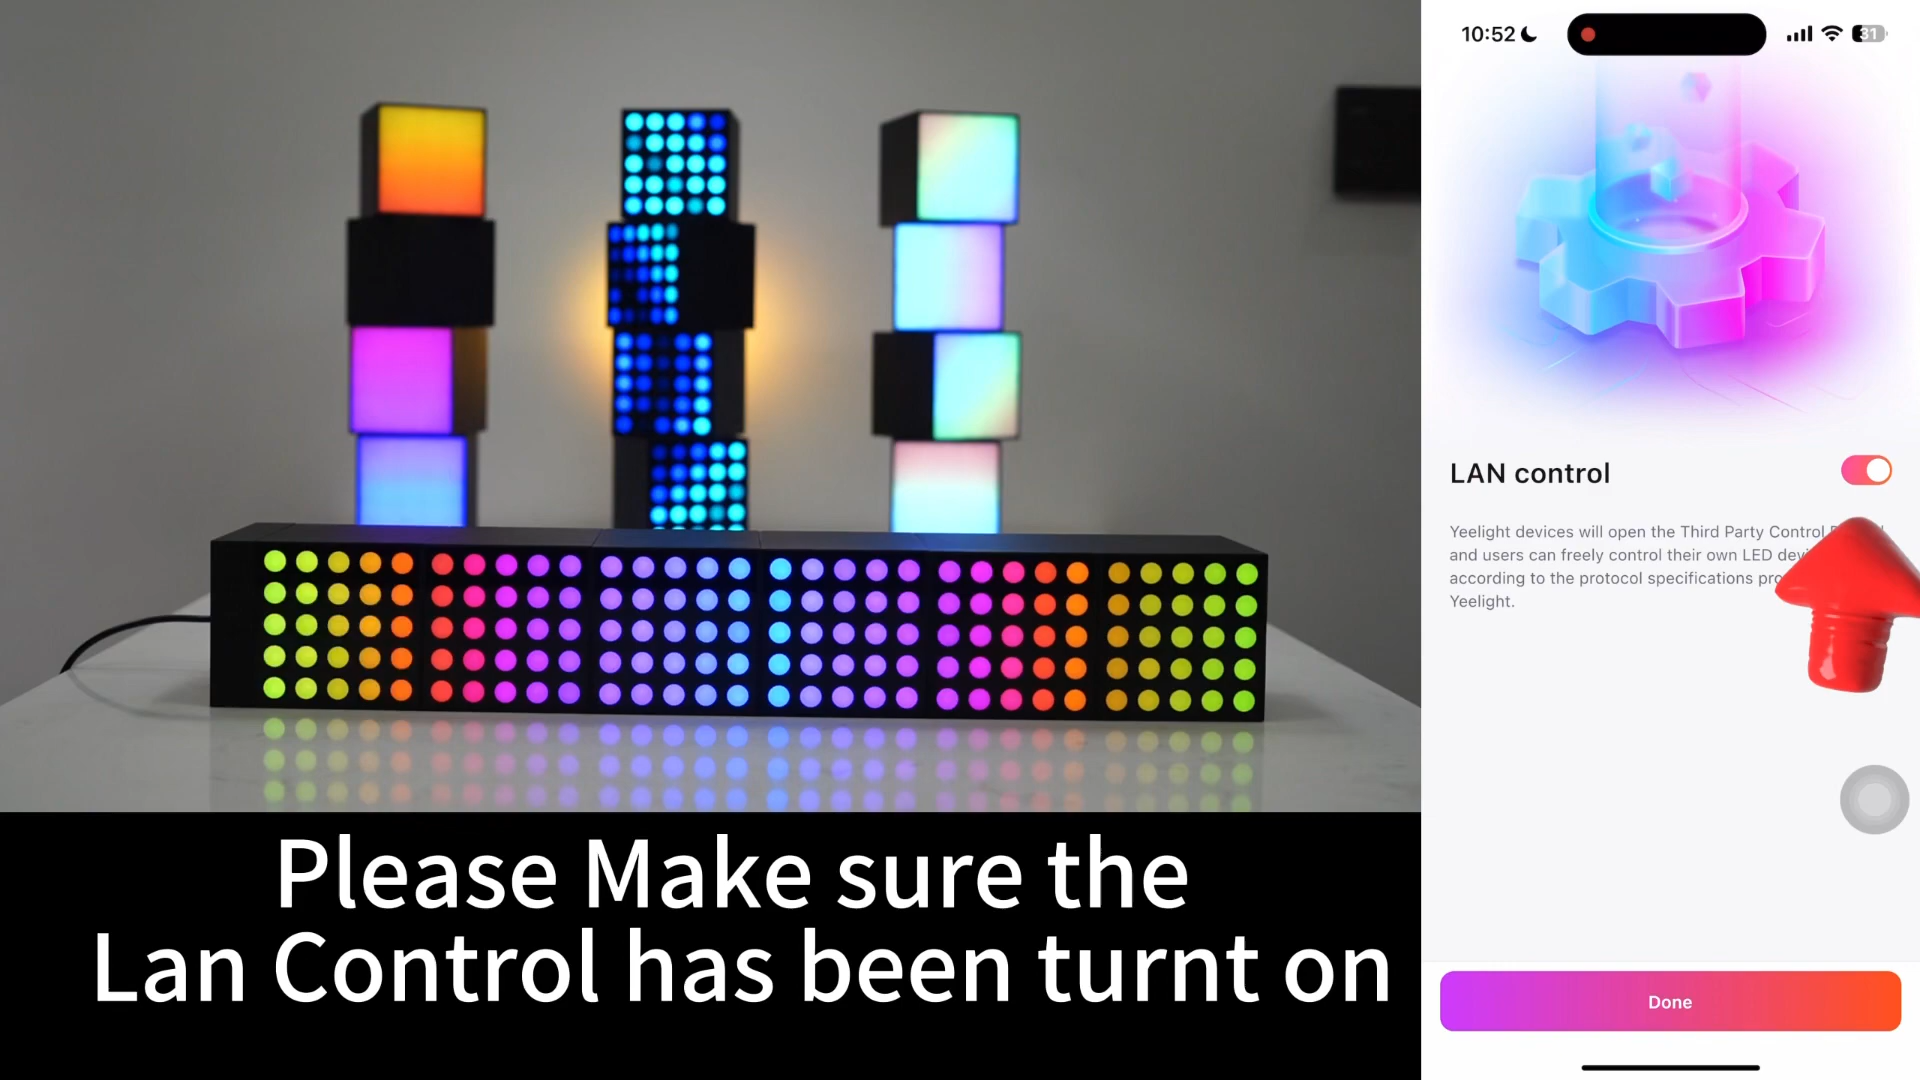 Please Make sure the
Lan Control has been turnt on
10:52
31
LAN control
Yeelight devices will open the Third Party Control
and users can freely control their own LED
according to the protocol specifications
Yeelight.
Done